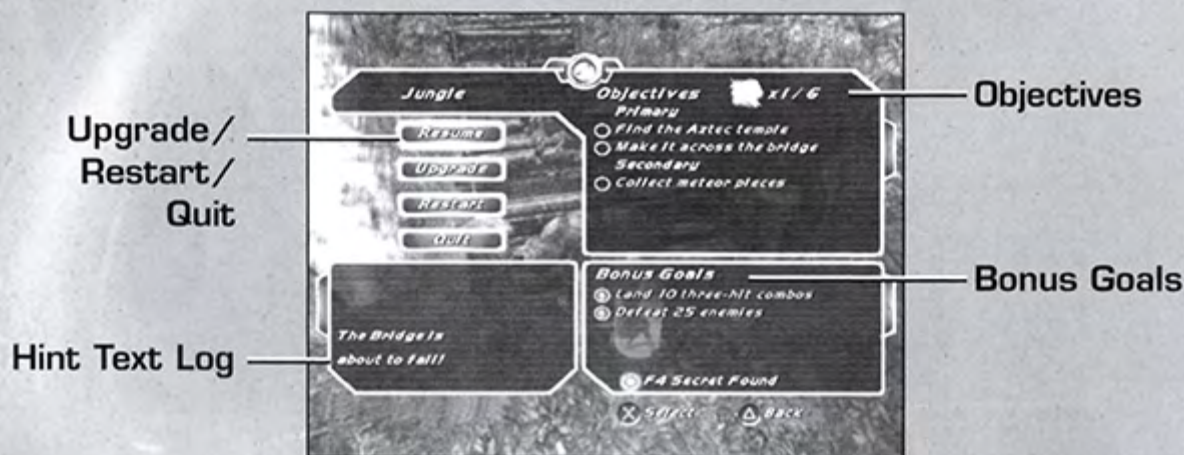 Upgrade/
Restart/
Quit
Hint Text Log
Objectives
Bonus Goals
Jungle
Resume
Upgrade
Restart
Quit
Objectives x1/6
Primary
Find the Aztec temple
Make it across the bridge
Secondary
Collect meteor pieces
The Bridge is
about to fall!
Bonus Goals
Land 10 three-hit combos
Defeat 25 enemies
F4 Secret Found
X Select △ Back